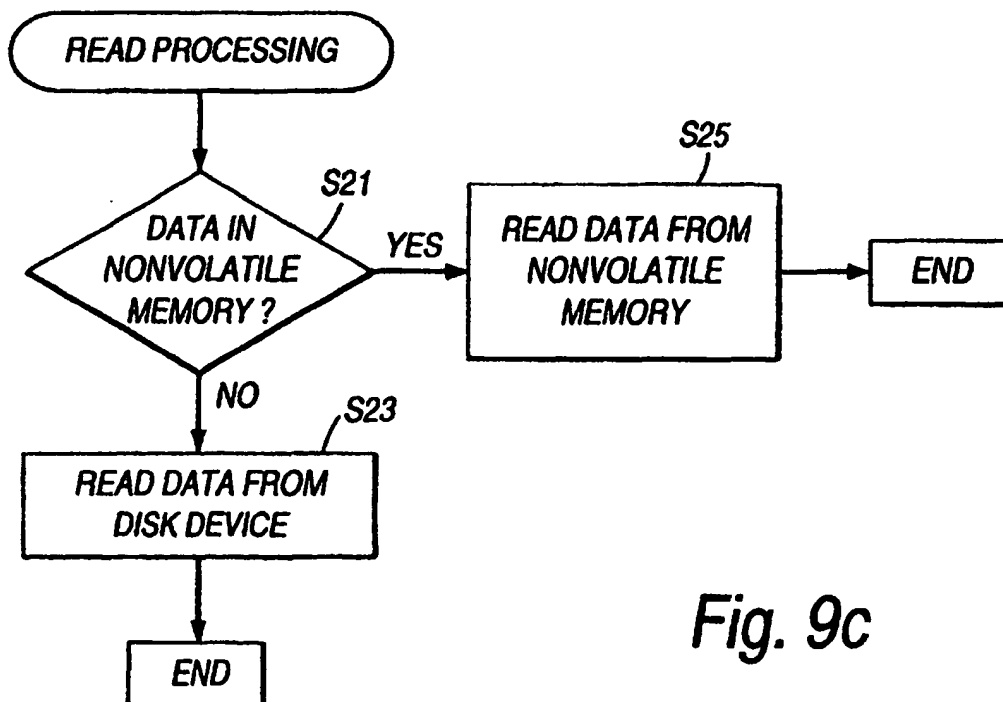 READ PROCESSING
S21
DATA IN
NONVOLATILE
MEMORY ?
YES
S25
READ DATA FROM
NONVOLATILE
MEMORY
END
NO
S23
READ DATA FROM
DISK DEVICE
END
Fig. 9c